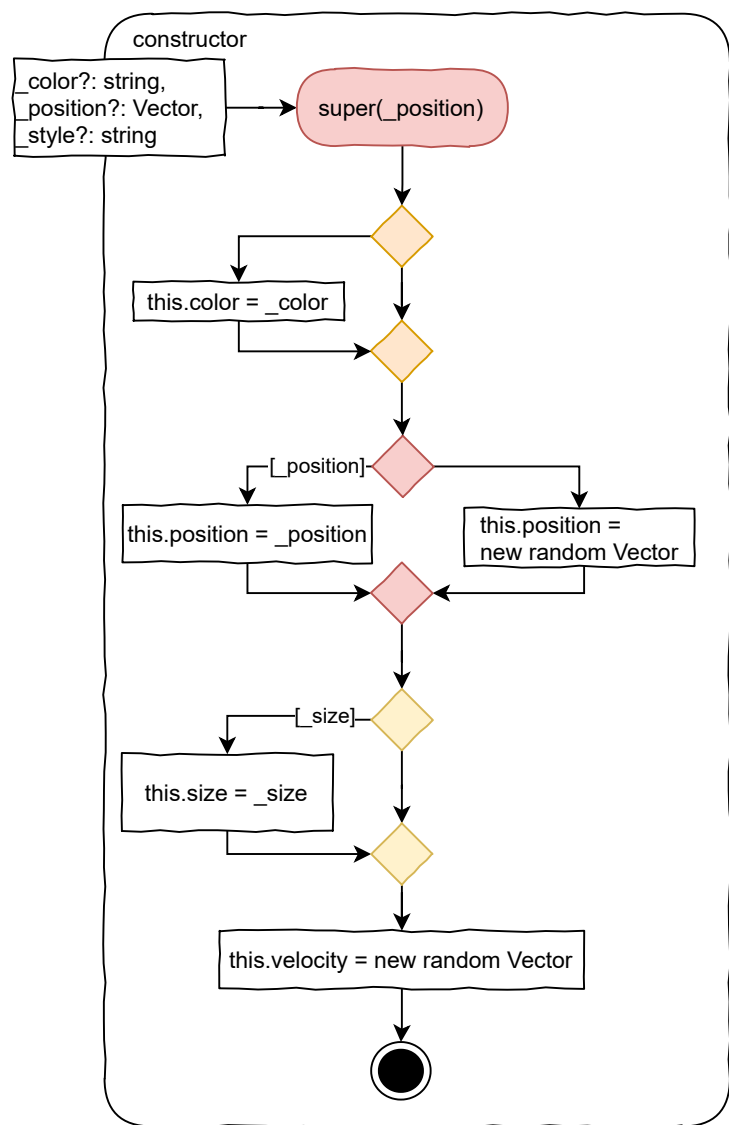 constructor
_color?: string,
_position?: Vector,
_style?: string
super(_position)
this.color = _color
[_position]
this.position = _position
this.position =
new random Vector
[_size]
this.size = _size
this.velocity = new random Vector